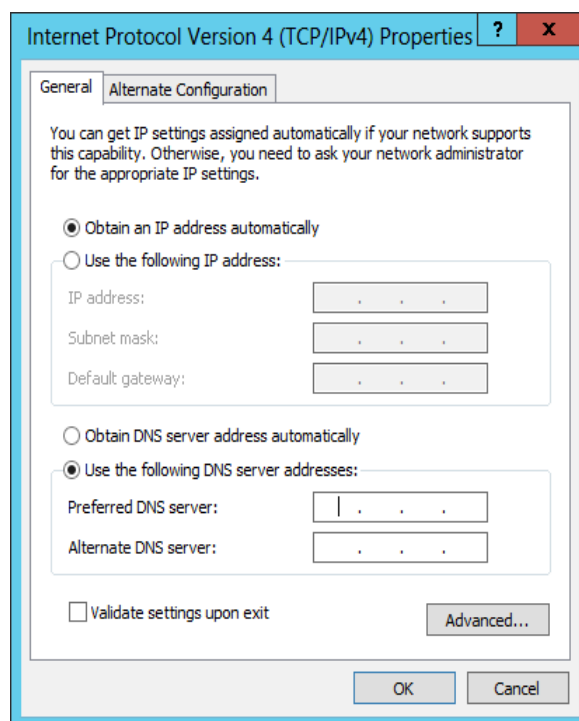 Internet Protocol Version 4 (TCP/IPv4) Properties ? x
General Alternate Configuration
You can get IP settings assigned automatically if your network supports
this capability. Otherwise, you need to ask your network administrator
for the appropriate IP settings.
Obtain an IP address automatically
Use the following IP address:
IP address: . . .
Subnet mask: . . .
Default gateway: . . .
Obtain DNS server address automatically
Use the following DNS server addresses:
Preferred DNS server: . . .
Alternate DNS server: . . .
Validate settings upon exit
Advanced...
OK Cancel